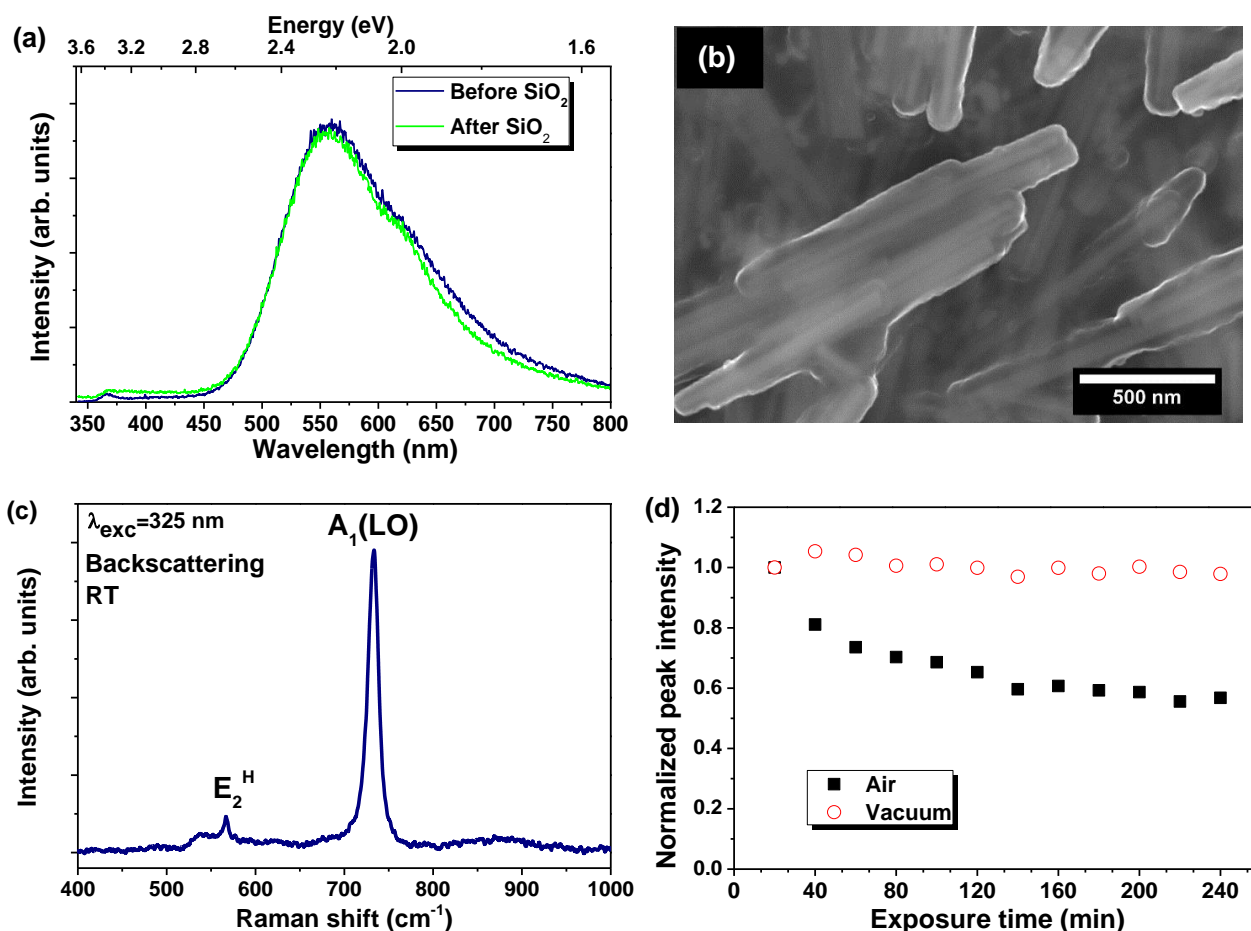 (a)
Energy (eV)
3.6 3.2 2.8 2.4 2.0 1.6
Before SiO2
After SiO2
Intensity (arb. units)
350 400 450 500 550 600 650 700 750 800
Wavelength (nm)
(b)
500 nm
(c)
λexc=325 nm
Backscattering
RT
A1(LO)
E2H
Intensity (arb. units)
400 500 600 700 800 900 1000
Raman shift (cm-1)
(d)
1.2
1.0
0.8
0.6
0.4
0.2
0.0
Normalized peak intensity
Air
Vacuum
0 40 80 120 160 200 240
Exposure time (min)